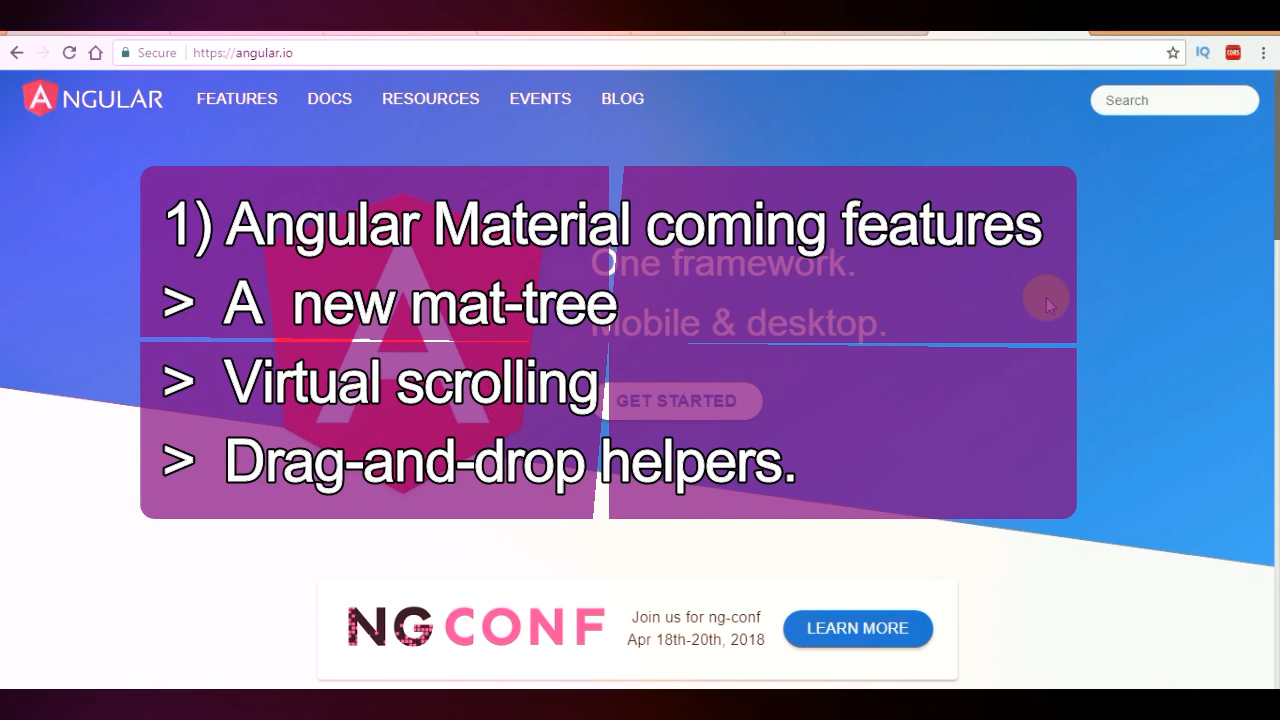 Secure https://angular.io
IQ
CORS
ANGULAR FEATURES DOCS RESOURCES EVENTS BLOG Search
1) Angular Material coming features
One framework.
> A new mat-tree
Mobile & desktop.
> Virtual scrolling
GET STARTED
> Drag-and-drop helpers.
NG CONF
Join us for ng-conf
Apr 18th-20th, 2018
LEARN MORE